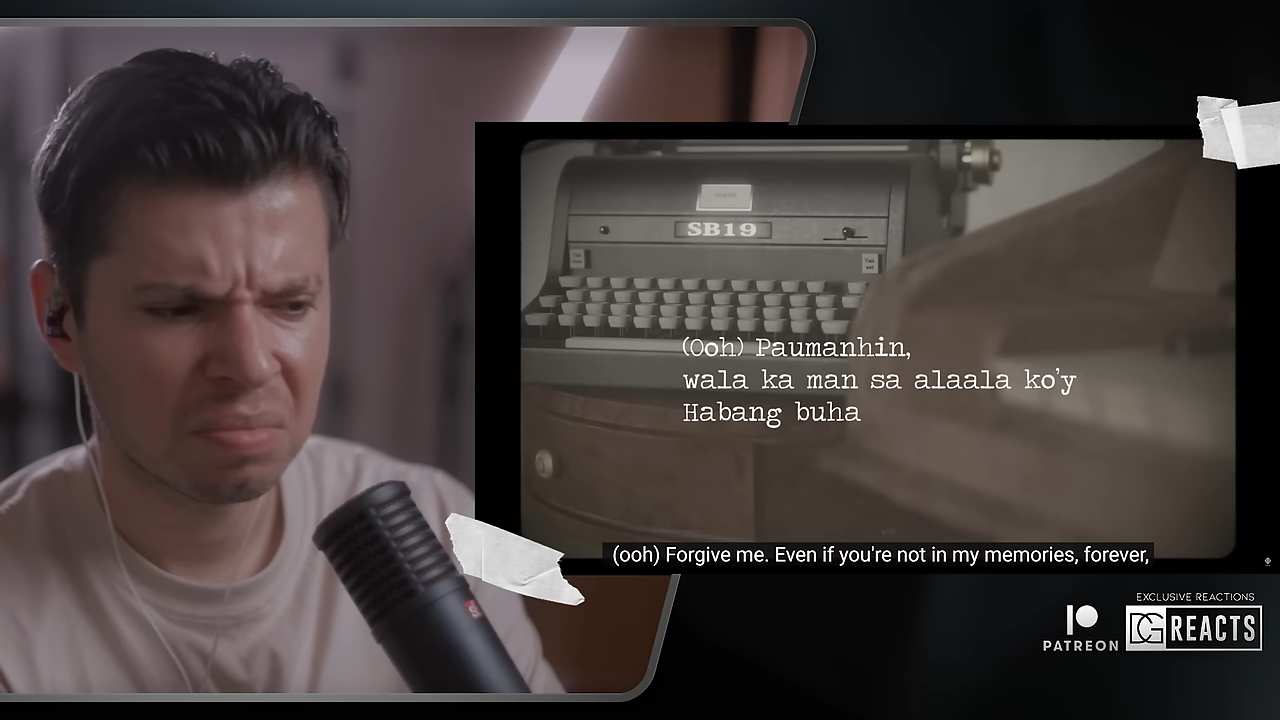 SB19
(Ooh) Paumanhin,
wala ka man sa alaala ko'y
Habang buha
(ooh) Forgive me. Even if you're not in my memories, forever,
EXCLUSIVE REACTIONS
PATREON
DG REACTS